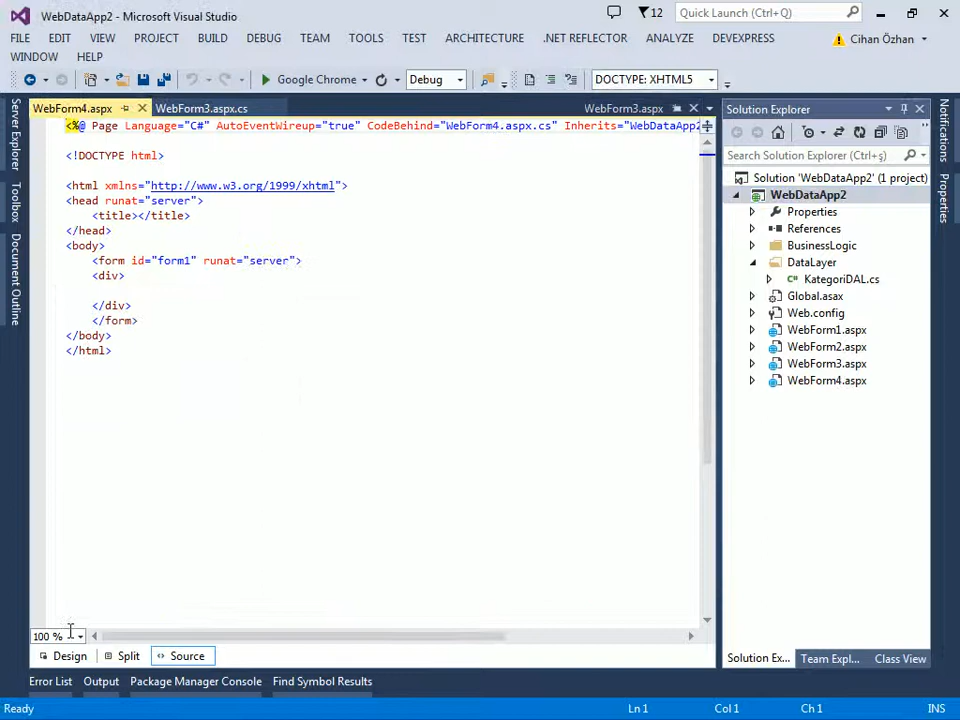 WebDataApp2 - Microsoft Visual Studio
12
Quick Launch (Ctrl+Ç)
FILE EDIT VIEW PROJECT BUILD DEBUG TEAM TOOLS TEST ARCHITECTURE .NET REFLECTOR ANALYZE DEVEXPRESS
Cihan Özhan
WINDOW HELP
Google Chrome Debug DOCTYPE: XHTML5
WebForm4.aspx WebForm3.aspx.cs WebForm3.aspx
<%@ Page Language="C#" AutoEventWireup="true" CodeBehind="WebForm4.aspx.cs" Inherits="WebDataApp2
<!DOCTYPE html>
<html xmlns="http://www.w3.org/1999/xhtml">
<head runat="server">
<title></title>
</head>
<body>
<form id="form1" runat="server">
<div>
</div>
</form>
</body>
</html>
100 %
Design Split Source
Server Explorer
Toolbox
Document Outline
Solution Explorer
Search Solution Explorer (Ctrl+ş)
Solution 'WebDataApp2' (1 project)
WebDataApp2
Properties
References
BusinessLogic
DataLayer
KategoriDAL.cs
Global.asax
Web.config
WebForm1.aspx
WebForm2.aspx
WebForm3.aspx
WebForm4.aspx
Solution Ex... Team Expl... Class View
Notifications
Properties
Error List Output Package Manager Console Find Symbol Results
Ready Ln 1 Col 1 Ch 1 INS